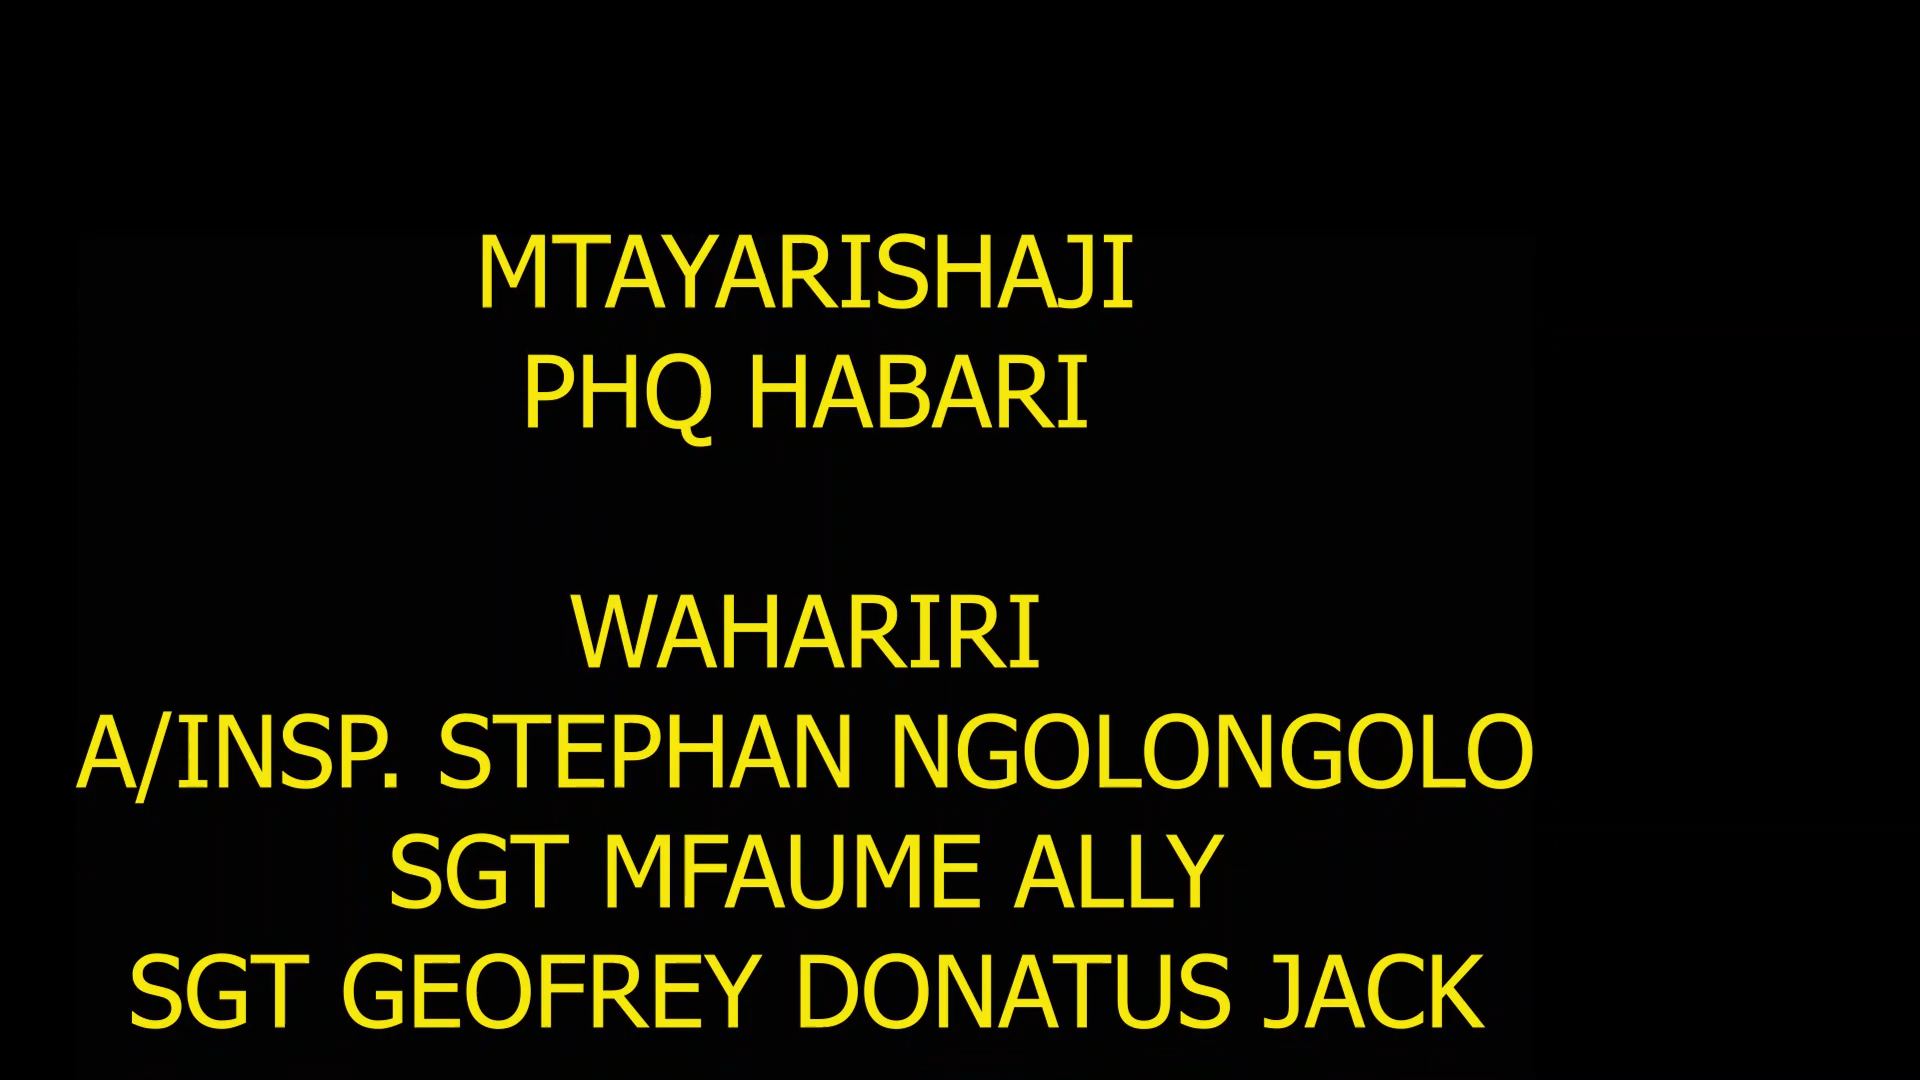 MTAYARISHAJI
PHQ HABARI
WAHARIRI
A/INSP. STEPHAN NGOLONGOLO
SGT MFAUME ALLY
SGT GEOFREY DONATUS JACK